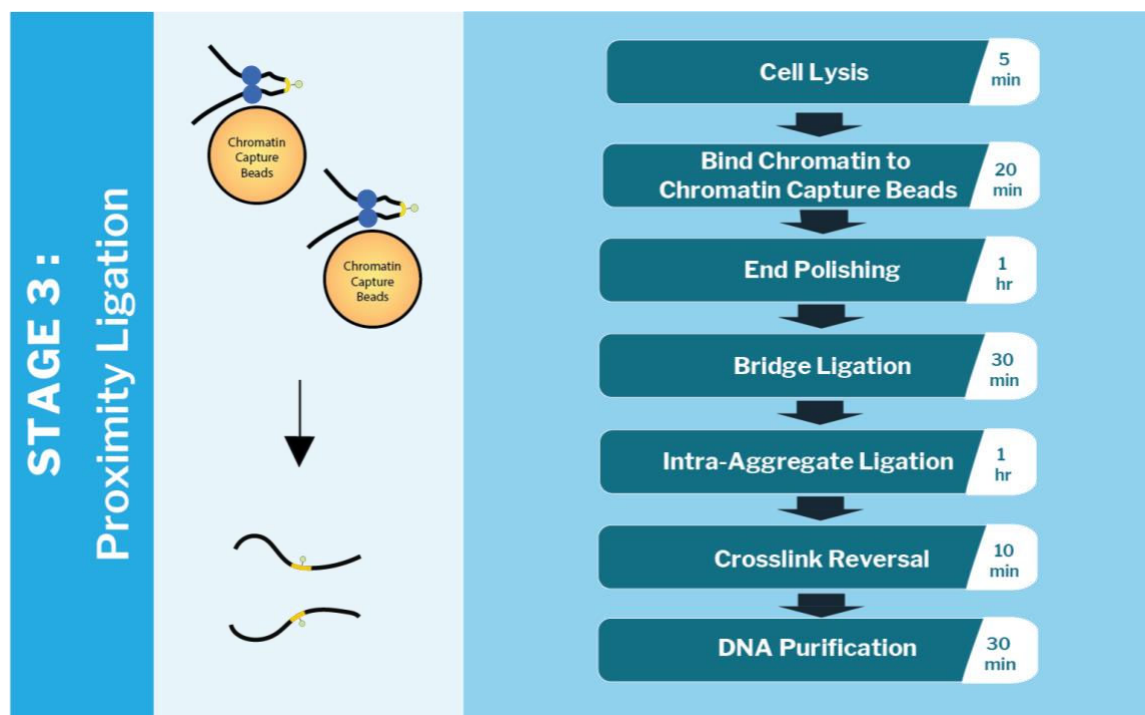 STAGE 3:
Proximity Ligation
Chromatin
Capture
Beads
Chromatin
Capture
Beads
Cell Lysis
5
min
Bind Chromatin to
Chromatin Capture Beads
20
min
End Polishing
1
hr
Bridge Ligation
30
min
Intra-Aggregate Ligation
1
hr
Crosslink Reversal
10
min
DNA Purification
30
min